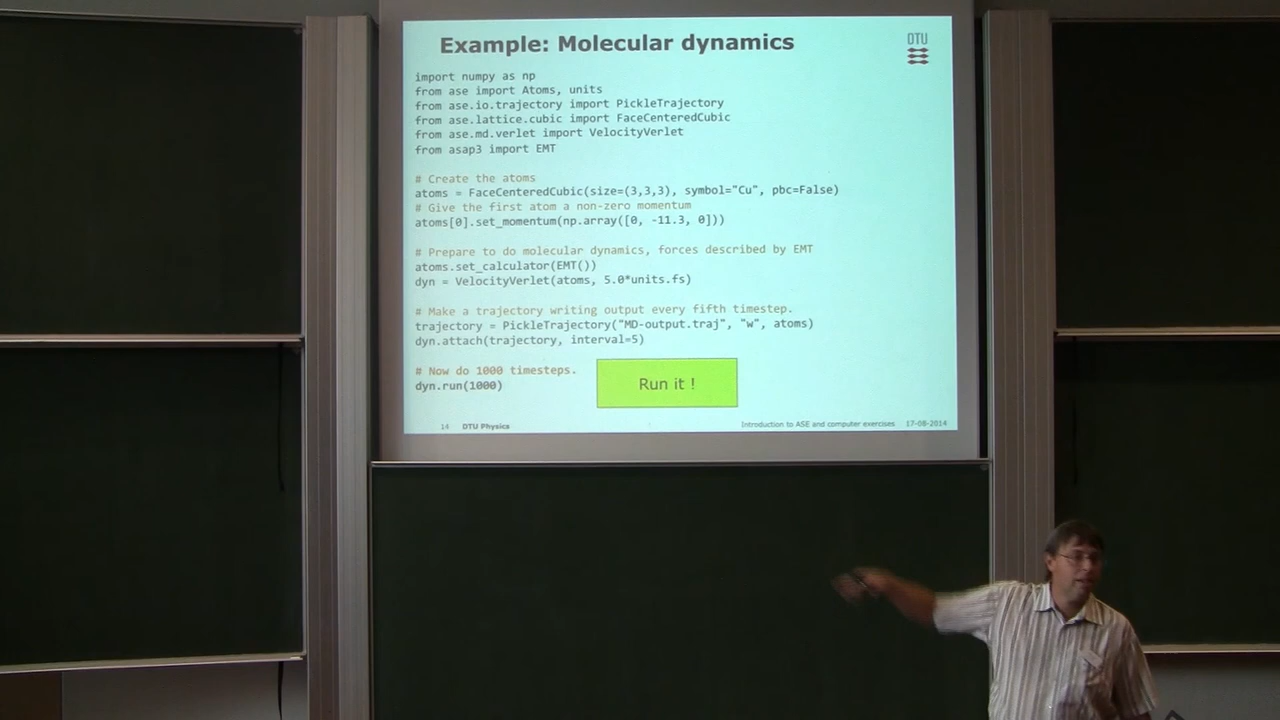 Example: Molecular dynamics
DTU
import numpy as np
from ase import Atoms, units
from ase.io.trajectory import PickleTrajectory
from ase.lattice.cubic import FaceCenteredCubic
from ase.md.verlet import VelocityVerlet
from asap3 import EMT
# Create the atoms
atoms = FaceCenteredCubic(size=(3,3,3), symbol="Cu", pbc=False)
# Give the first atom a non-zero momentum
atoms[0].set_momentum(np.array([0, -11.3, 0]))
# Prepare to do molecular dynamics, forces described by EMT
atoms.set_calculator(EMT())
dyn = VelocityVerlet(atoms, 5.0*units.fs)
# Make a trajectory writing output every fifth timestep.
trajectory = PickleTrajectory("MD-output.traj", "w", atoms)
dyn.attach(trajectory, interval=5)
# Now do 1000 timesteps.
dyn.run(1000)
Run it !
14 DTU Physics
Introduction to ASE and computer exercises 17-08-2014